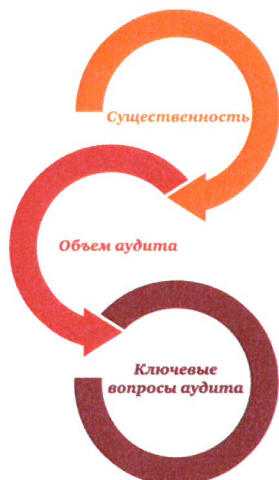 Существенность
Объем аудита
Ключевые
вопросы аудита